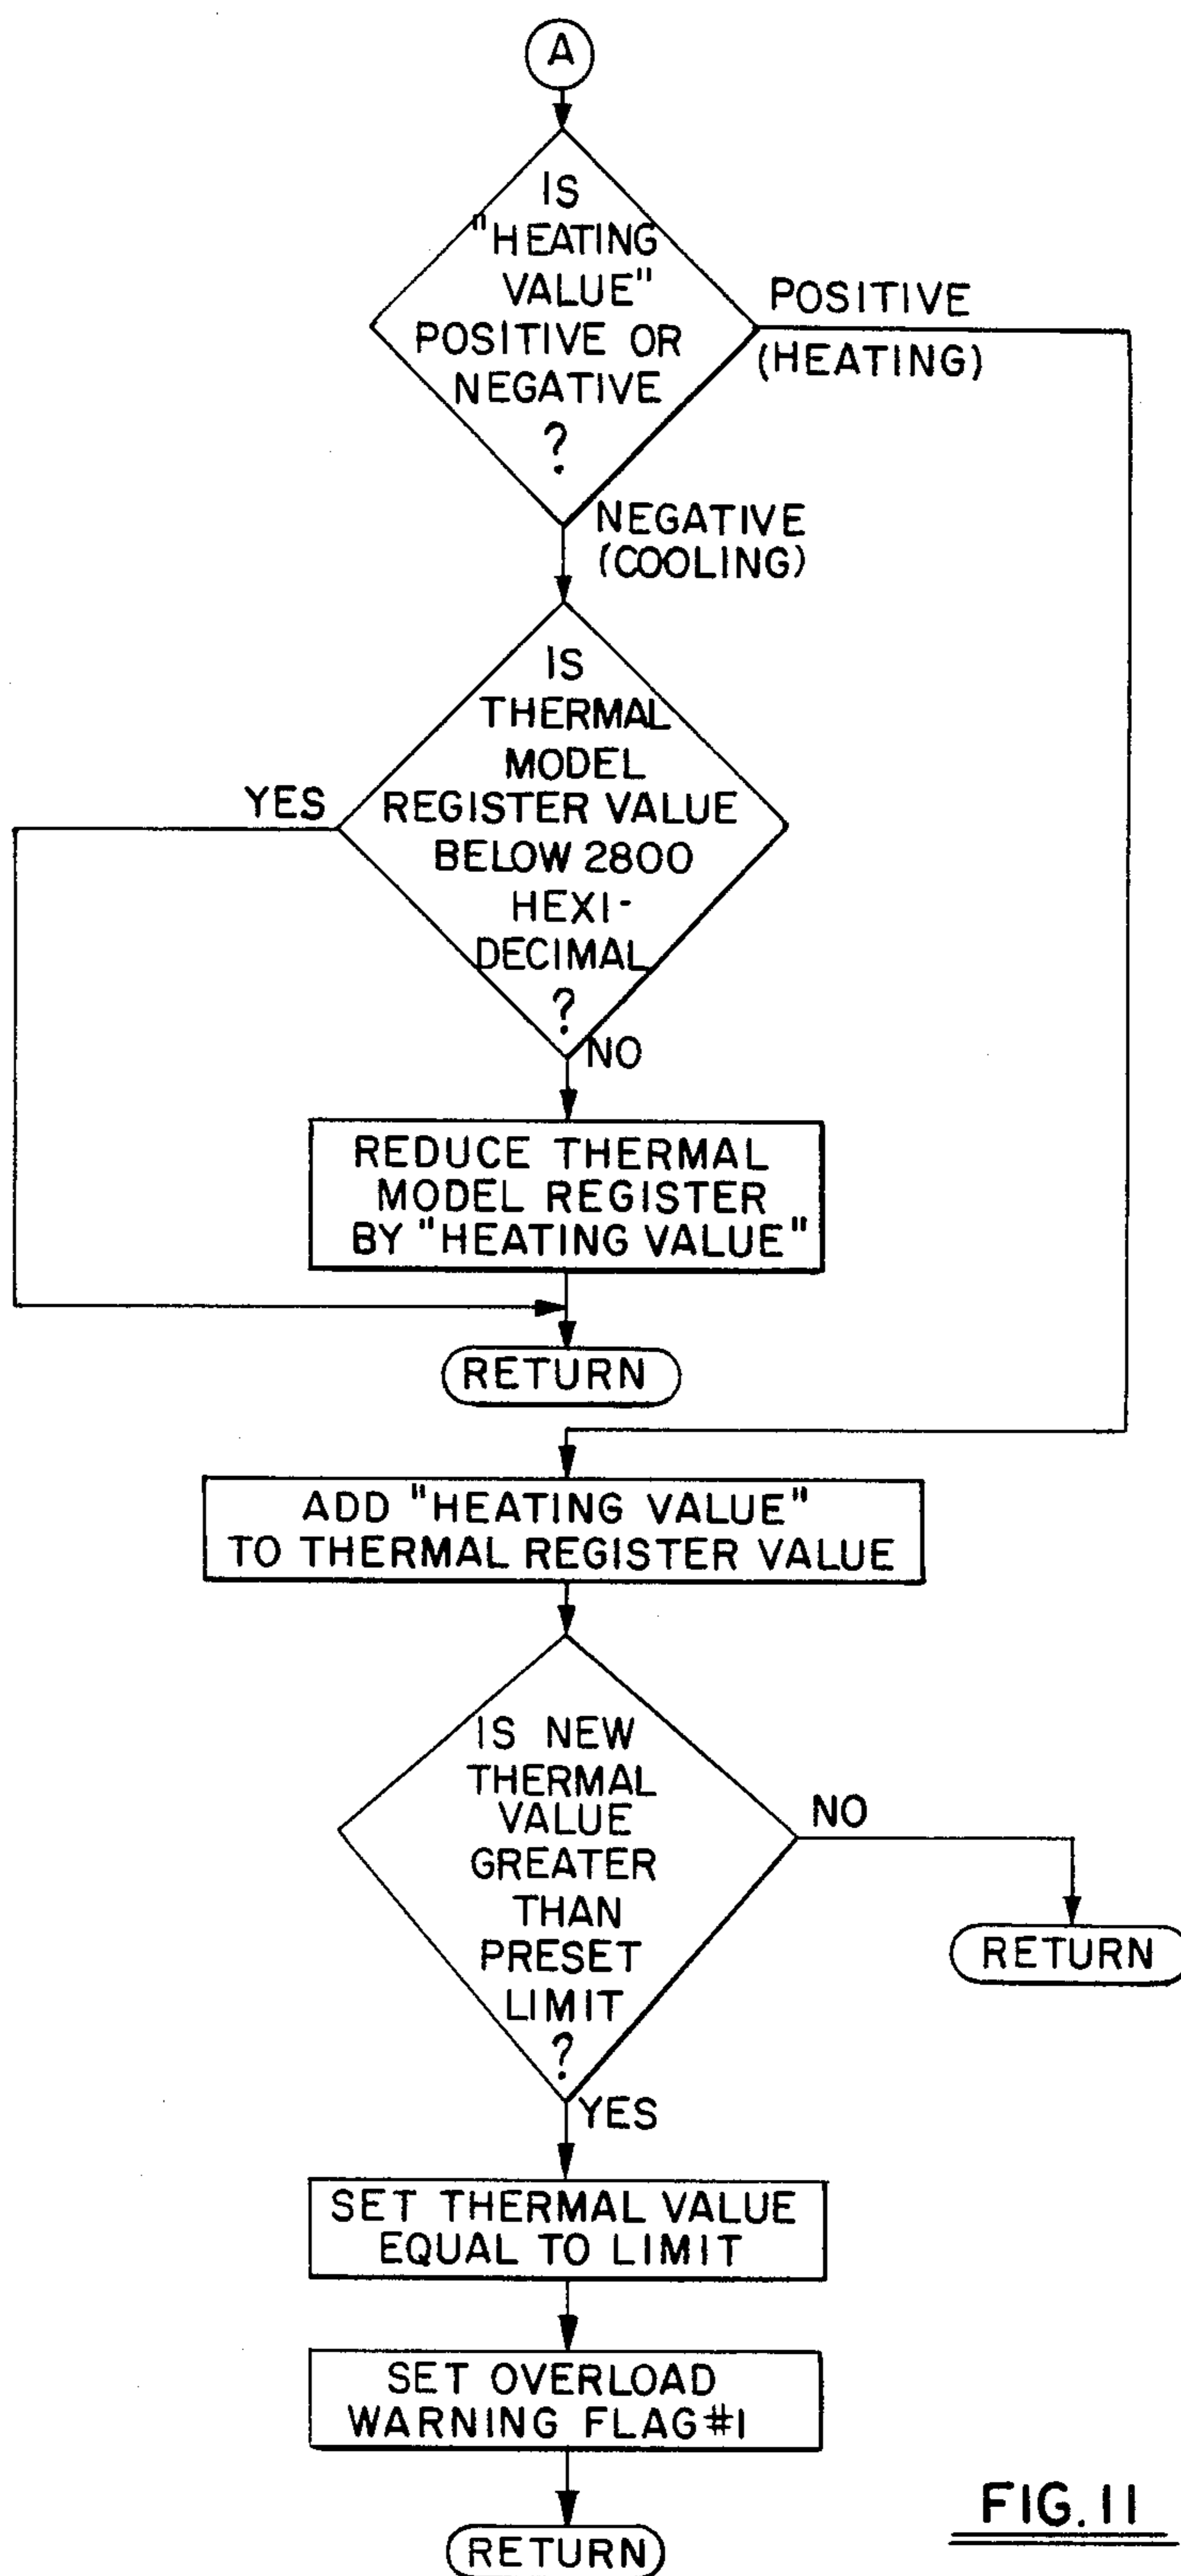 A
IS
"HEATING
VALUE"
POSITIVE OR
NEGATIVE
?
POSITIVE
(HEATING)
NEGATIVE
(COOLING)
IS
THERMAL
MODEL
REGISTER VALUE
BELOW 2800
HEXI-
DECIMAL
?
YES
NO
REDUCE THERMAL
MODEL REGISTER
BY "HEATING VALUE"
RETURN
ADD "HEATING VALUE"
TO THERMAL REGISTER VALUE
IS NEW
THERMAL
VALUE
GREATER
THAN
PRESET
LIMIT
?
NO
RETURN
YES
SET THERMAL VALUE
EQUAL TO LIMIT
SET OVERLOAD
WARNING FLAG #1
RETURN
FIG. 11